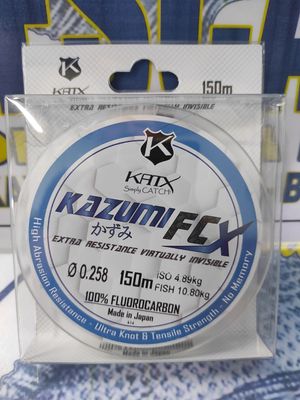 K
KATX
150m
EXTRA RESISTANCE VIRTUALLY INVISIBLE
K
KATX
Simply CATCH
KAZUMI FCX
かずみ
EXTRA RESISTANCE VIRTUALLY INVISIBLE
Ø 0.258 150m ISO 4.89kg
FISH 10.80kg
100% FLUOROCARBON
Made in Japan
High Abrasion Resistance - Ultra Knot & Tensile Strength - No Memory